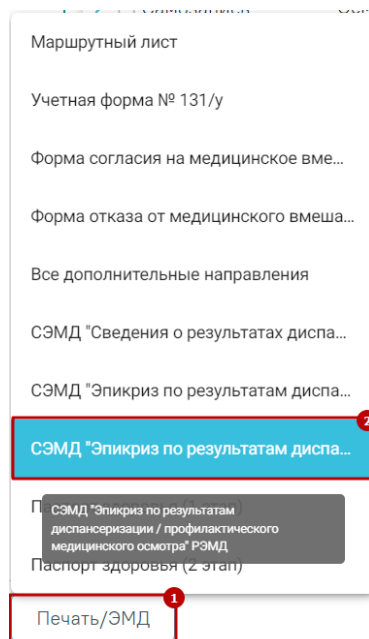 Маршрутный лист
Учетная форма № 131/у
Форма согласия на медицинское вме...
Форма отказа от медицинского вмеша...
Все дополнительные направления
СЭМД "Сведения о результатах диспа...
СЭМД "Эпикриз по результатам диспа...
2
СЭМД "Эпикриз по результатам диспа...
СЭМД "Эпикриз по результатам
диспансеризации / профилактического
медицинского осмотра" РЭМД
Паспорт здоровья (2 этап)
1
Печать/ЭМД